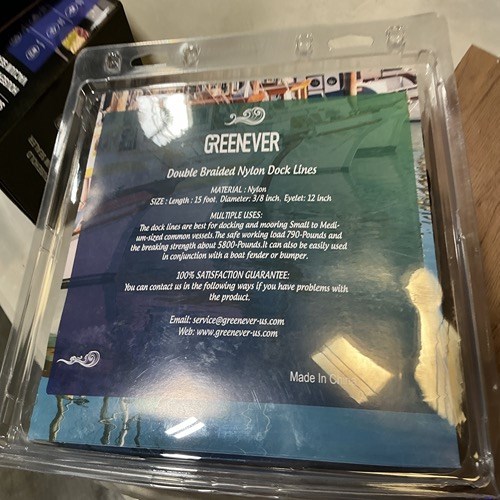 GREENEVER
Double Braided Nylon Dock Lines
MATERIAL : Nylon
SIZE : Length : 15 foot. Diameter: 3/8 inch. Eyelet: 12 inch
MULTIPLE USES:
The dock lines are best for docking and mooring Small to Medi-
um-sized common vessels.The safe working load 790-Pounds and
the breaking strength about 5800-Pounds.It can also be easily used
in conjunction with a boat fender or bumper.
100% SATISFACTION GUARANTEE:
You can contact us in the following ways if you have problems with
the product.
Email: service@greenever-us.com
Web: www.greenever-us.com
Made In